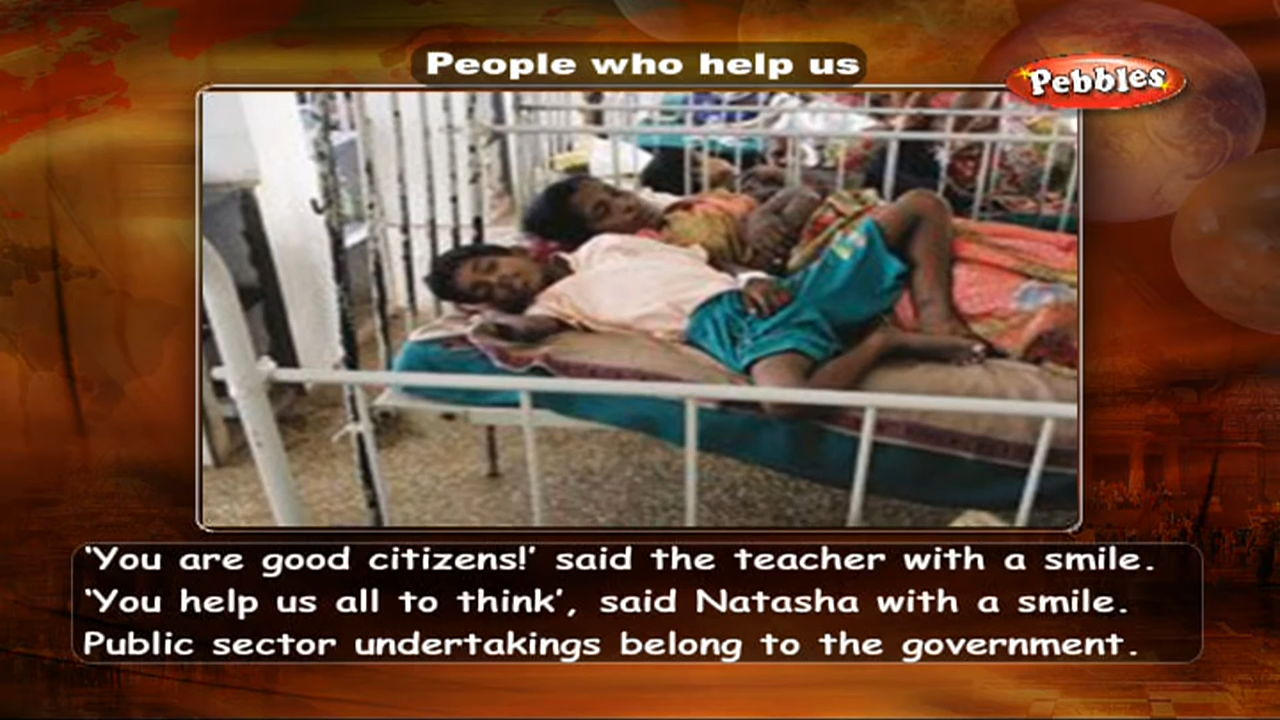 People who help us
Pebbles
‘You are good citizens!’ said the teacher with a smile.
‘You help us all to think’, said Natasha with a smile.
Public sector undertakings belong to the government.